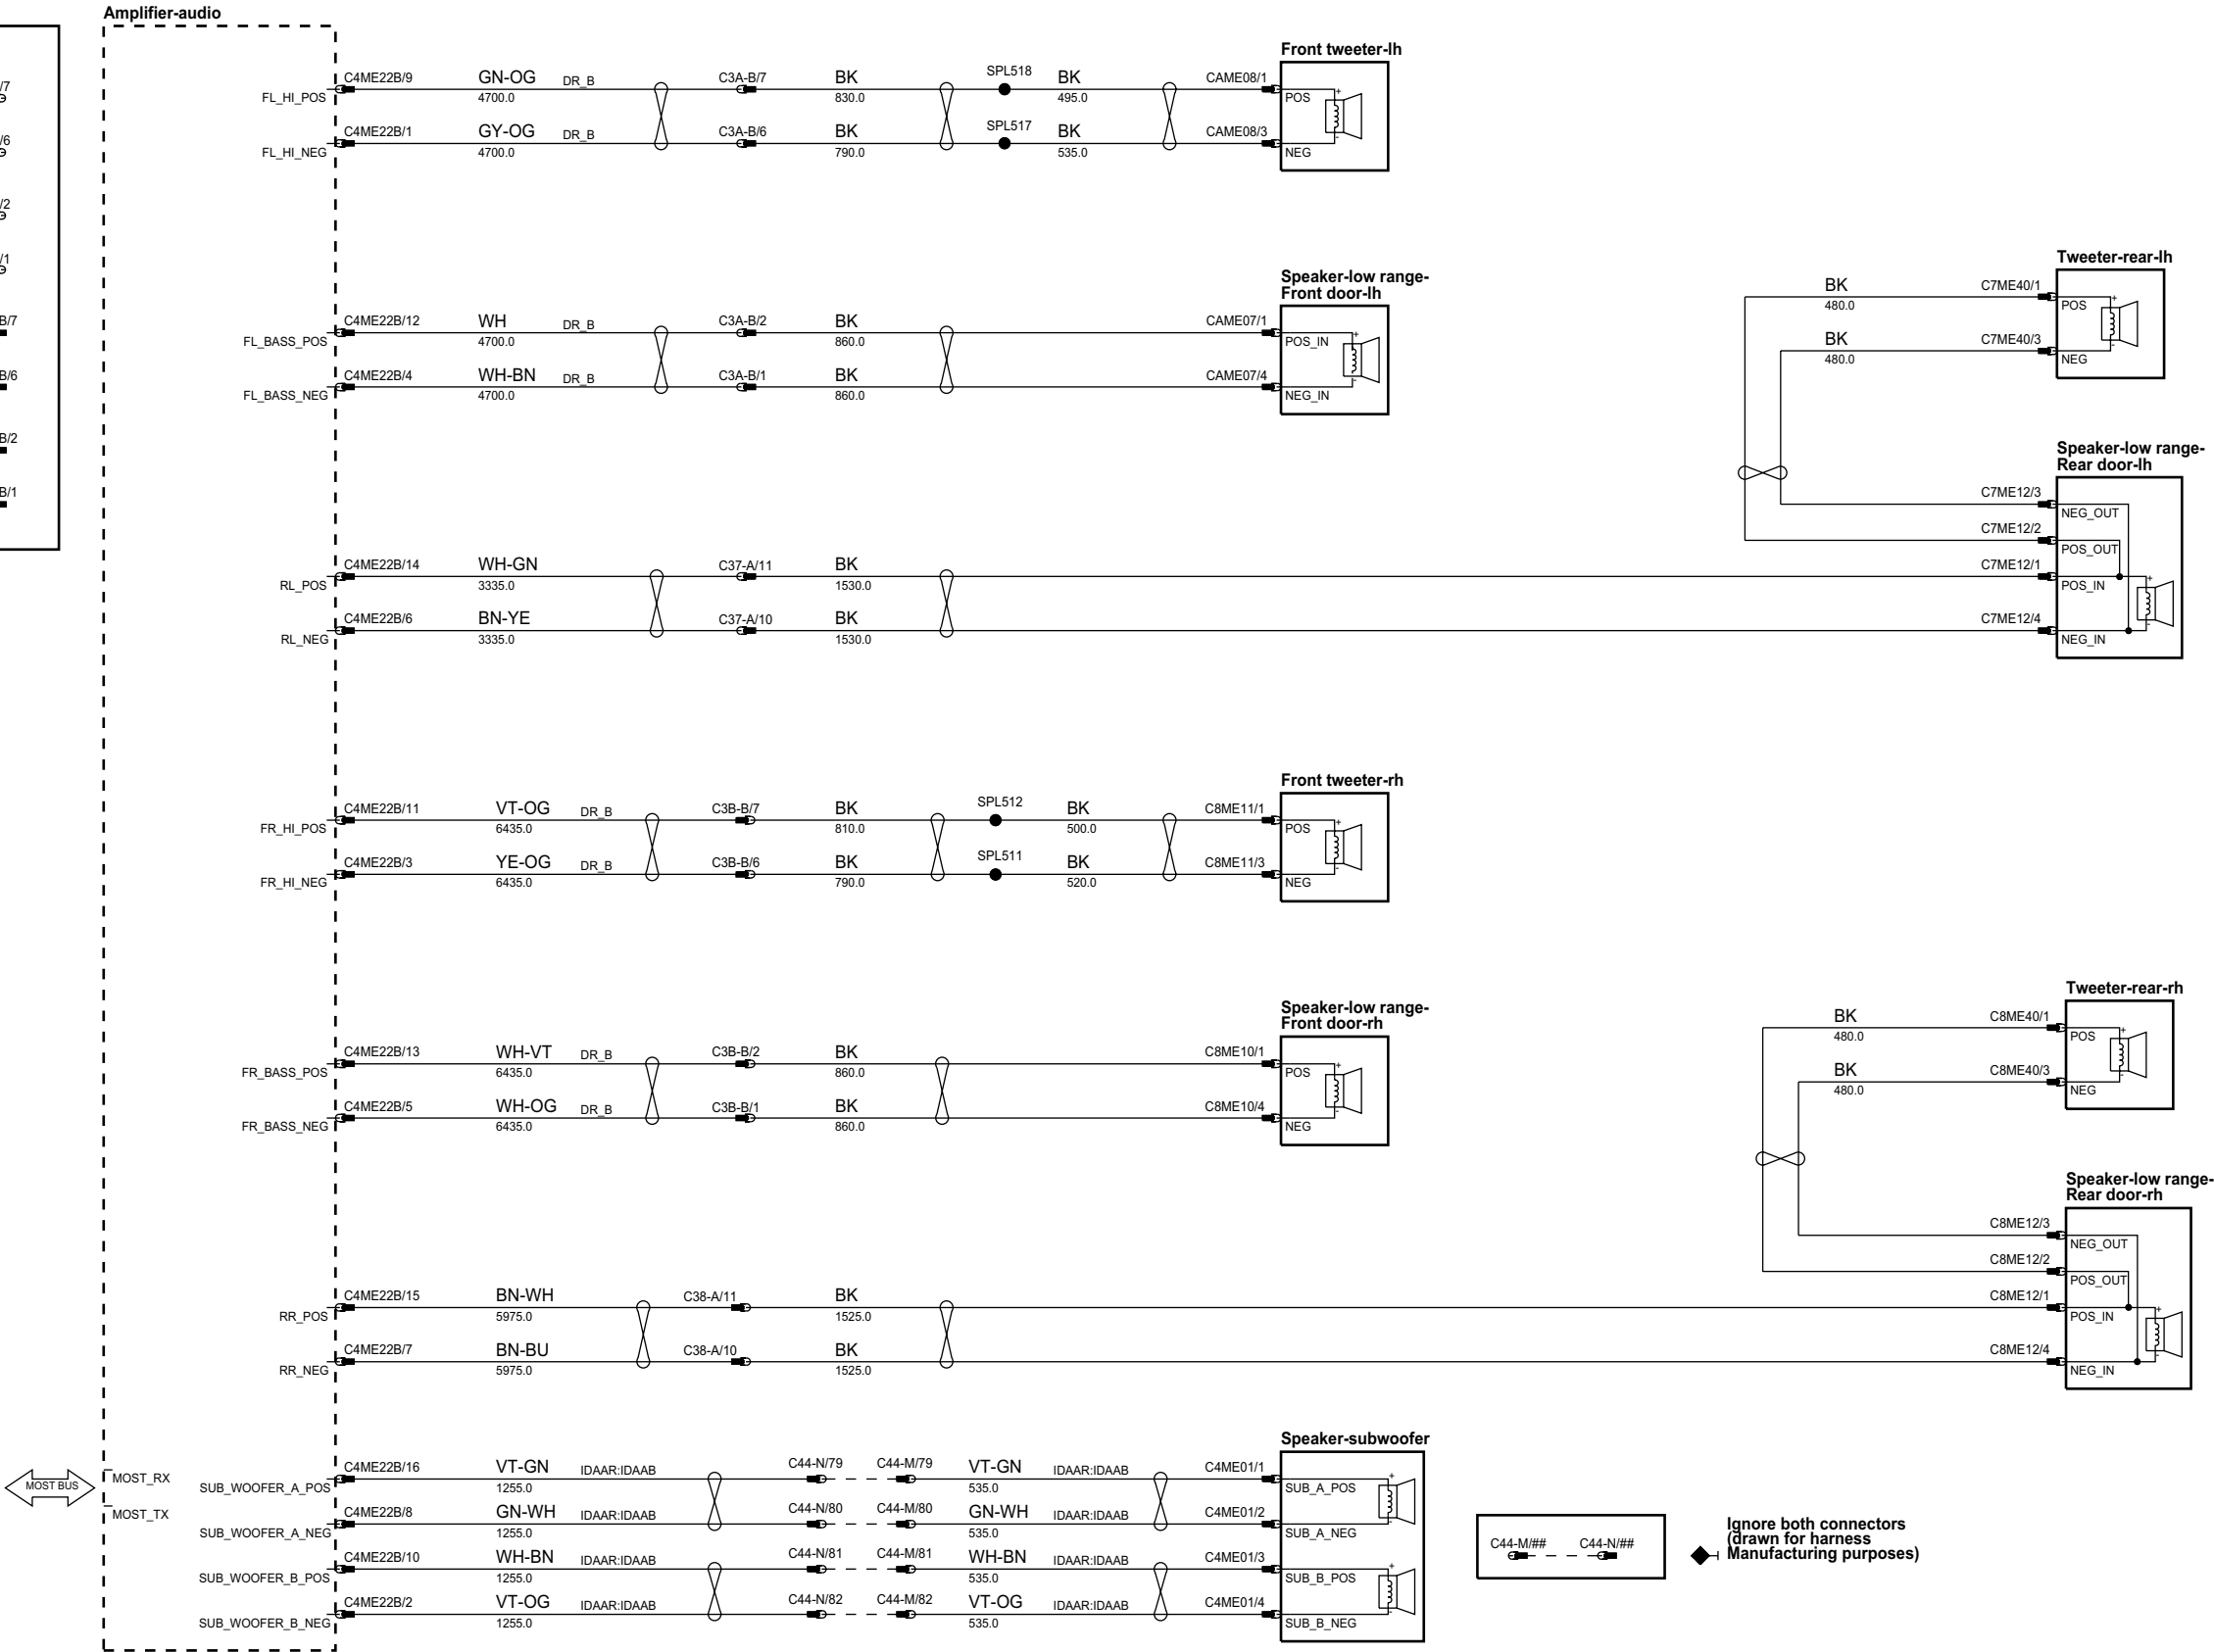 Amplifier-audio
/7
/6
/2
/1
B/7
B/6
B/2
B/1
Front tweeter-lh
FL_HI_POS C4ME22B/9 GN-OG 4700.0 DR_B C3A-B/7 BK 830.0 SPL518 BK 495.0 CAME08/1 POS +
FL_HI_NEG C4ME22B/1 GY-OG 4700.0 DR_B C3A-B/6 BK 790.0 SPL517 BK 535.0 CAME08/3 NEG -
Speaker-low range-
Front door-lh
FL_BASS_POS C4ME22B/12 WH 4700.0 DR_B C3A-B/2 BK 860.0 CAME07/1 POS_IN +
FL_BASS_NEG C4ME22B/4 WH-BN 4700.0 DR_B C3A-B/1 BK 860.0 CAME07/4 NEG_IN -
Tweeter-rear-lh
BK 480.0 C7ME40/1 POS +
BK 480.0 C7ME40/3 NEG -
Speaker-low range-
Rear door-lh
C7ME12/3 NEG_OUT
C7ME12/2 POS_OUT
RL_POS C4ME22B/14 WH-GN 3335.0 C37-A/11 BK 1530.0 C7ME12/1 POS_IN +
RL_NEG C4ME22B/6 BN-YE 3335.0 C37-A/10 BK 1530.0 C7ME12/4 NEG_IN -
Front tweeter-rh
FR_HI_POS C4ME22B/11 VT-OG 6435.0 DR_B C3B-B/7 BK 810.0 SPL512 BK 500.0 C8ME11/1 POS +
FR_HI_NEG C4ME22B/3 YE-OG 6435.0 DR_B C3B-B/6 BK 790.0 SPL511 BK 520.0 C8ME11/3 NEG -
Speaker-low range-
Front door-rh
FR_BASS_POS C4ME22B/13 WH-VT 6435.0 DR_B C3B-B/2 BK 860.0 C8ME10/1 POS +
FR_BASS_NEG C4ME22B/5 WH-OG 6435.0 DR_B C3B-B/1 BK 860.0 C8ME10/4 NEG -
Tweeter-rear-rh
BK 480.0 C8ME40/1 POS +
BK 480.0 C8ME40/3 NEG -
Speaker-low range-
Rear door-rh
C8ME12/3 NEG_OUT
C8ME12/2 POS_OUT
RR_POS C4ME22B/15 BN-WH 5975.0 C38-A/11 BK 1525.0 C8ME12/1 POS_IN +
RR_NEG C4ME22B/7 BN-BU 5975.0 C38-A/10 BK 1525.0 C8ME12/4 NEG_IN -
Speaker-subwoofer
MOST BUS
MOST_RX
MOST_TX
SUB_WOOFER_A_POS C4ME22B/16 VT-GN 1255.0 IDAAR:IDAAB C44-N/79 C44-M/79 VT-GN 535.0 IDAAR:IDAAB C4ME01/1 SUB_A_POS +
SUB_WOOFER_A_NEG C4ME22B/8 GN-WH 1255.0 IDAAR:IDAAB C44-N/80 C44-M/80 GN-WH 535.0 IDAAR:IDAAB C4ME01/2 SUB_A_NEG -
SUB_WOOFER_B_POS C4ME22B/10 WH-BN 1255.0 IDAAR:IDAAB C44-N/81 C44-M/81 WH-BN 535.0 IDAAR:IDAAB C4ME01/3 SUB_B_POS +
SUB_WOOFER_B_NEG C4ME22B/2 VT-OG 1255.0 IDAAR:IDAAB C44-N/82 C44-M/82 VT-OG 535.0 IDAAR:IDAAB C4ME01/4 SUB_B_NEG -
C44-M/## C44-N/##
Ignore both connectors
(drawn for harness
Manufacturing purposes)